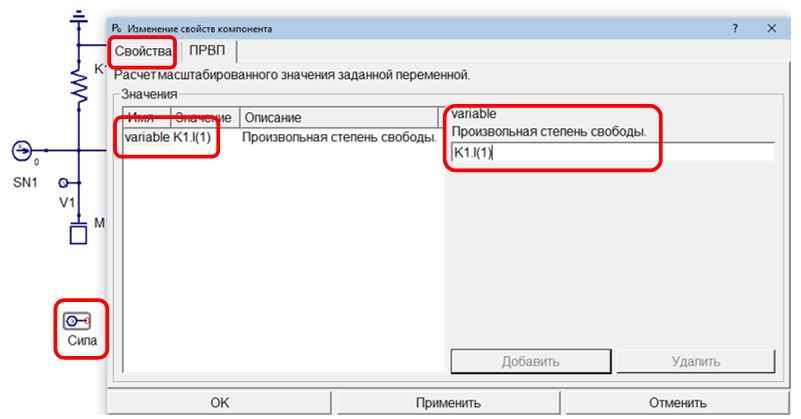 Изменение свойств компонента
?
Свойства
ПРВП
Расчет масштабированного значения заданной переменной.
Значения
Имя Значение Описание
variable K1.I(1) Произвольная степень свободы.
variable
Произвольная степень свободы.
K1.I(1)
Добавить
Удалить
OK
Применить
Отменить
K1
0
SN1
V1
M
Сила